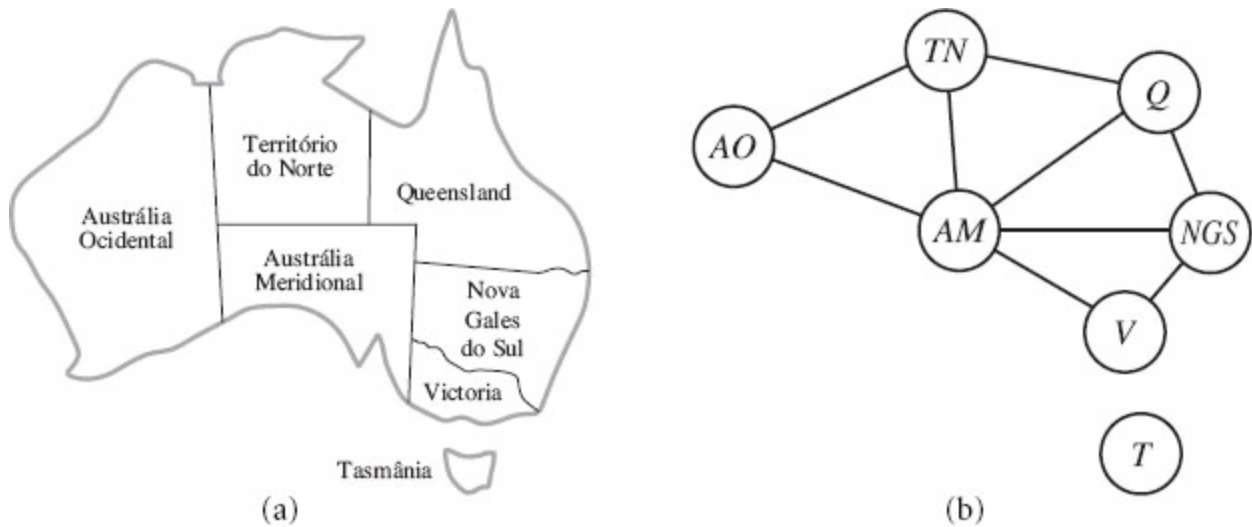 Território
do Norte
Queensland
Austrália
Ocidental
Austrália
Meridional
Nova
Gales
do Sul
Victoria
Tasmânia
(a)
TN
Q
AO
AM
NGS
V
T
(b)